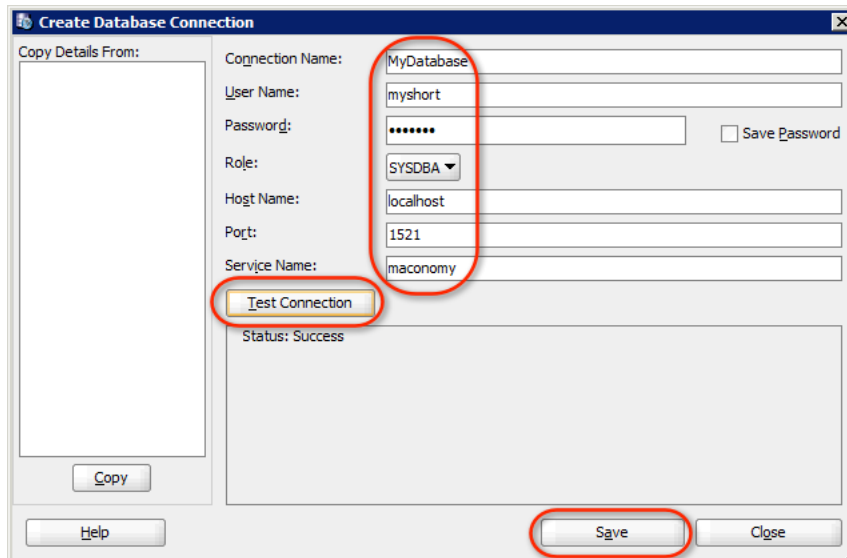 Create Database Connection
Copy Details From:
Connection Name: MyDatabase
User Name: myshort
Password: •••••••
Save Password
Role: SYSDBA
Host Name: localhost
Port: 1521
Service Name: maconomy
Test Connection
Status: Success
Copy
Help
Save
Close